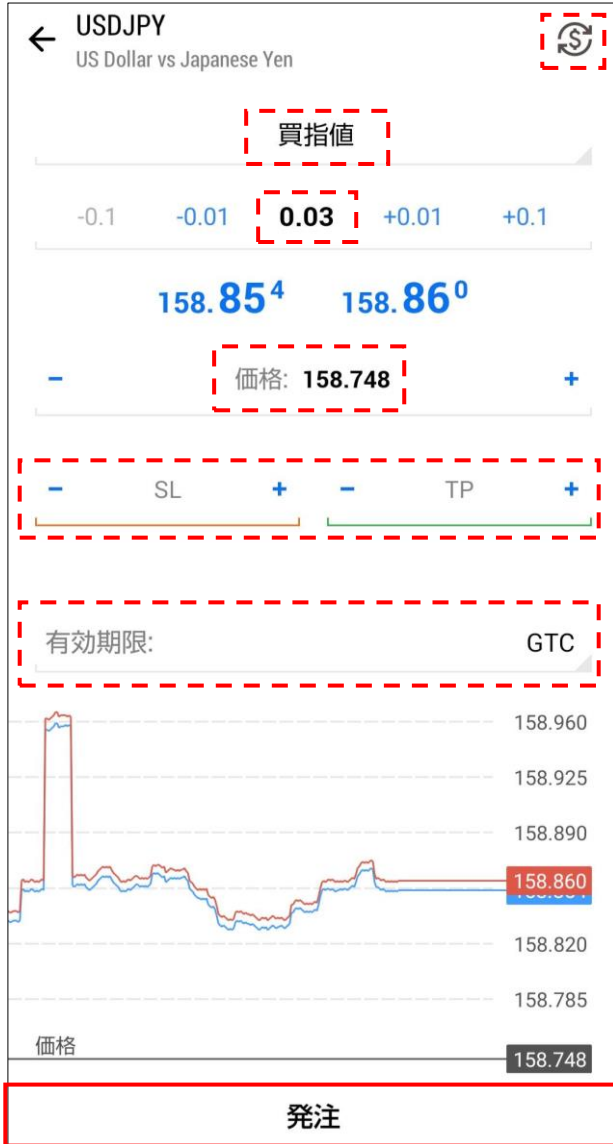 USDJPY
US Dollar vs Japanese Yen
買指値
-0.1 -0.01 0.03 +0.01 +0.1
158.854 158.860
- 価格: 158.748 +
- SL + - TP +
有効期限: GTC
158.960
158.925
158.890
158.860
158.820
158.785
価格 158.748
発注